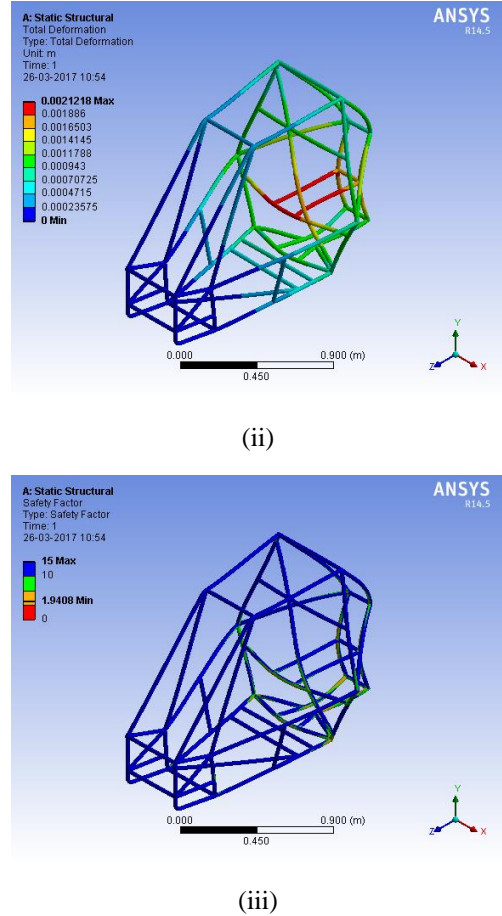 A: Static Structural
Total Deformation
Type: Total Deformation
Unit: m
Time: 1
26-03-2017 10:54
ANSYS
R14.5
0.0021218 Max
0.001886
0.0016503
0.0014145
0.0011788
0.000943
0.00070725
0.0004715
0.00023575
0 Min
0.000
0.900 (m)
0.450
Y
Z
X
(ii)
A: Static Structural
Safety Factor
Type: Safety Factor
Time: 1
26-03-2017 10:54
ANSYS
R14.5
15 Max
10
1.9408 Min
0
0.000
0.900 (m)
0.450
Y
Z
X
(iii)